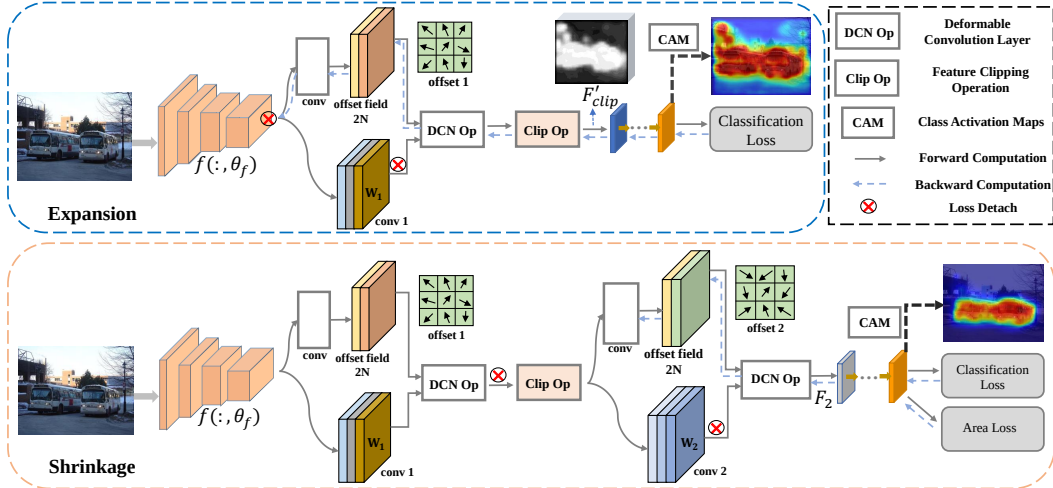 conv
offset field
2N
offset 1
f(:, θ_f)
W₁
conv 1
DCN Op
Clip Op
F'_clip
CAM
Classification
Loss
Expansion
DCN Op
Deformable
Convolution Layer
Clip Op
Feature Clipping
Operation
CAM
Class Activation Maps
Forward Computation
Backward Computation
Loss Detach
conv
offset field
2N
offset 1
f(:, θ_f)
W₁
conv 1
DCN Op
Clip Op
conv
offset field
2N
offset 2
W₂
conv 2
DCN Op
F₂
CAM
Classification
Loss
Area Loss
Shrinkage